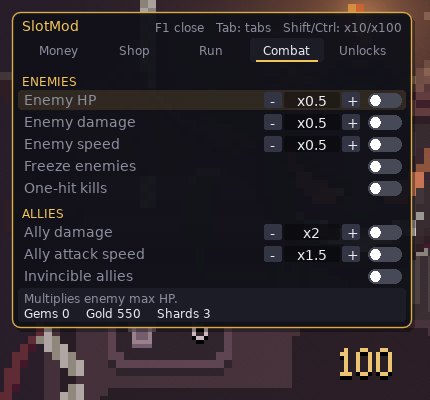 SlotMod F1 close Tab: tabs Shift/Ctrl: x10/x100
Money Shop Run Combat Unlocks
ENEMIES
Enemy HP - x0.5 +
Enemy damage - x0.5 +
Enemy speed - x0.5 +
Freeze enemies
One-hit kills
ALLIES
Ally damage - x2 +
Ally attack speed - x1.5 +
Invincible allies
Multiplies enemy max HP.
Gems 0 Gold 550 Shards 3
100